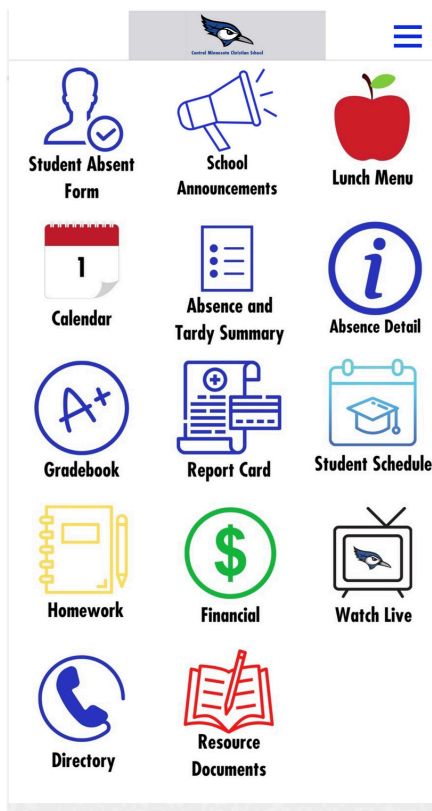 Central Minnesota Christian School
Student Absent
Form
School
Announcements
Lunch Menu
1
Calendar
Absence and
Tardy Summary
i
Absence Detail
A+
Gradebook
Report Card
Student Schedule
Homework
$
Financial
Watch Live
Directory
Resource
Documents